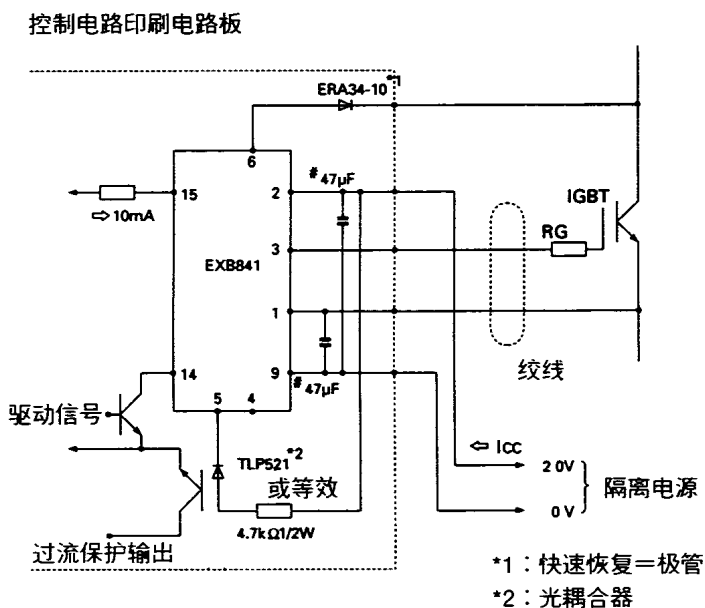 控制电路印刷电路板
ERA34-10 *1
6
15
2
# 47μF
IGBT
⇨10mA
RG
3
EXB841
1
绞线
14
9
# 47μF
驱动信号
5
4
⇦ Icc
TLP521*2
或等效
20V
隔离电源
0V
4.7kΩ1/2W
过流保护输出
*1：快速恢复＝极管
*2：光耦合器